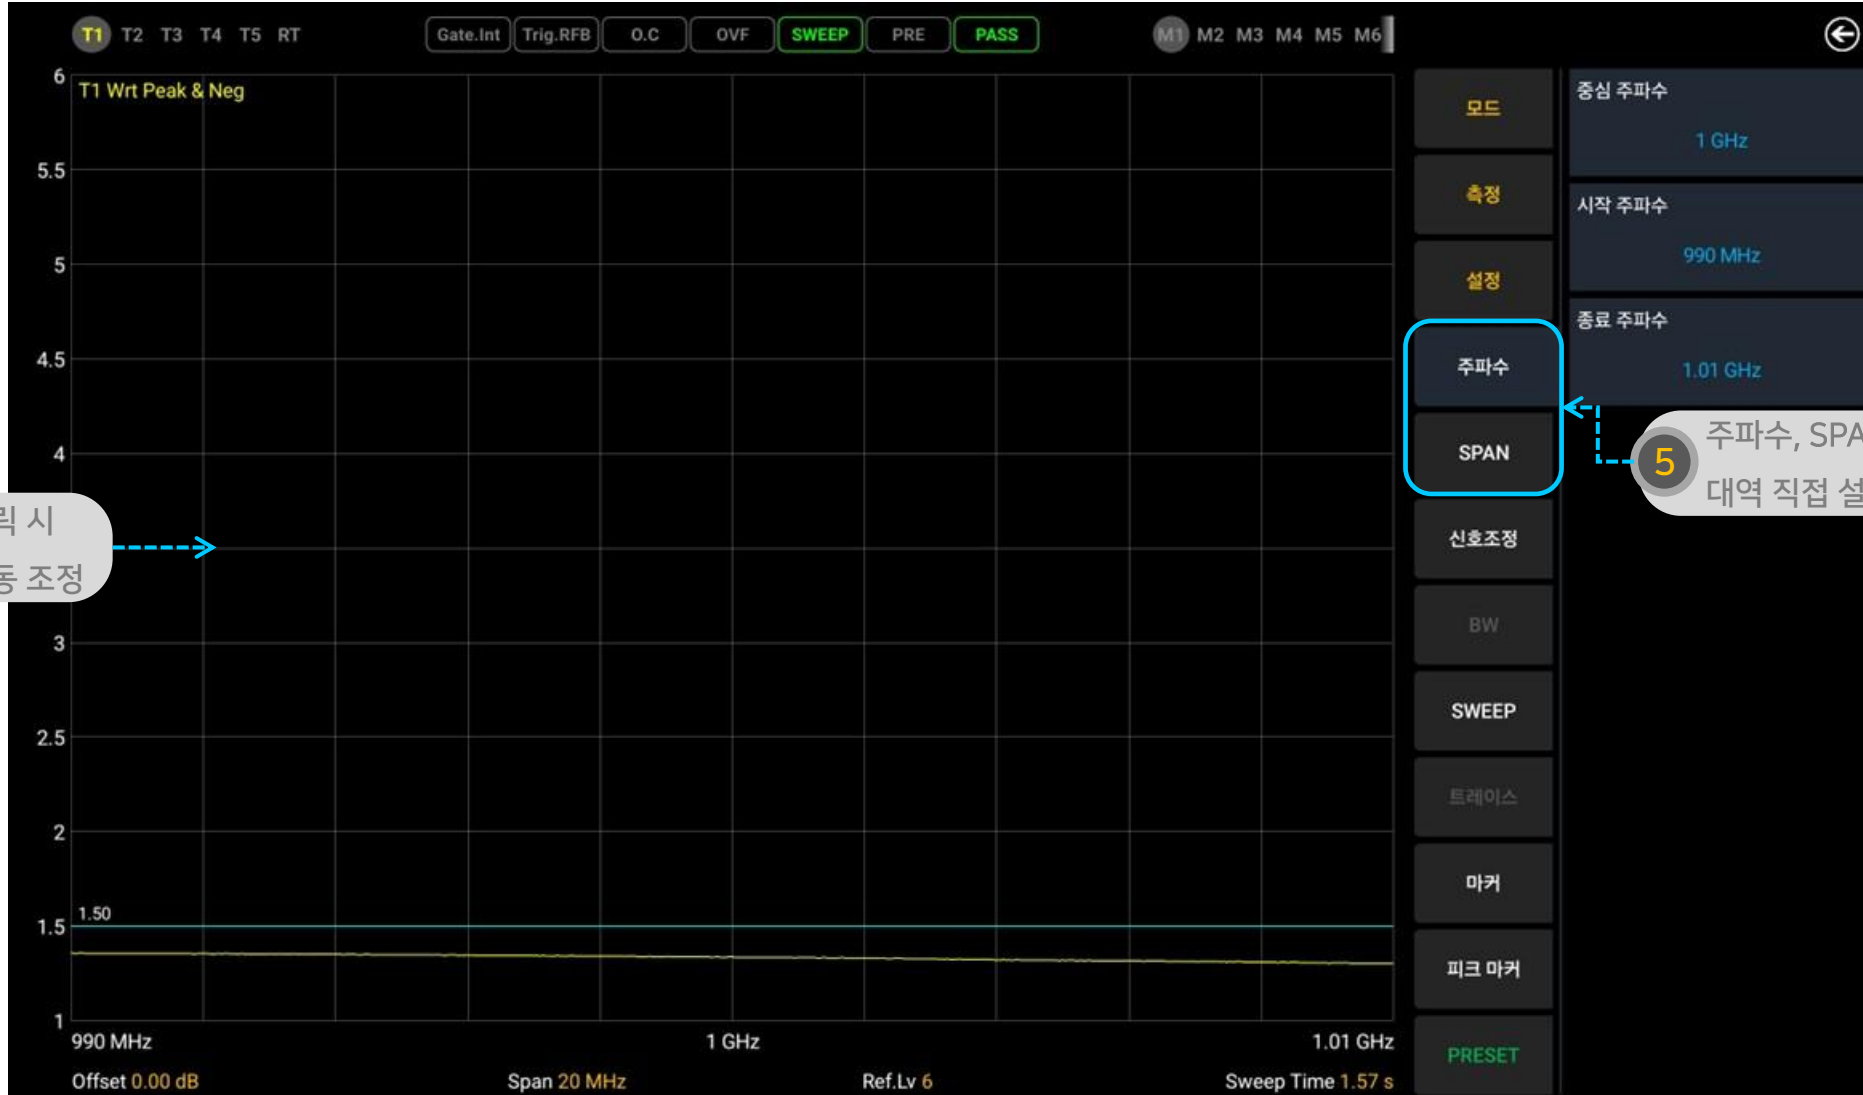 T1 T2 T3 T4 T5 RT
Gate.Int Trig.RFB O.C OVF SWEEP PRE PASS
M1 M2 M3 M4 M5 M6
T1 Wrt Peak & Neg
6
5.5
5
4.5
4
3
2.5
2
1.5
1
1.50
990 MHz 1 GHz 1.01 GHz
Offset 0.00 dB Span 20 MHz Ref.Lv 6 Sweep Time 1.57 s
릭 시
동 조정
모드
측정
설정
주파수
SPAN
신호조정
BW
SWEEP
트레이스
마커
피크 마커
PRESET
중심 주파수
1 GHz
시작 주파수
990 MHz
종료 주파수
1.01 GHz
5
주파수, SPA
대역 직접 설